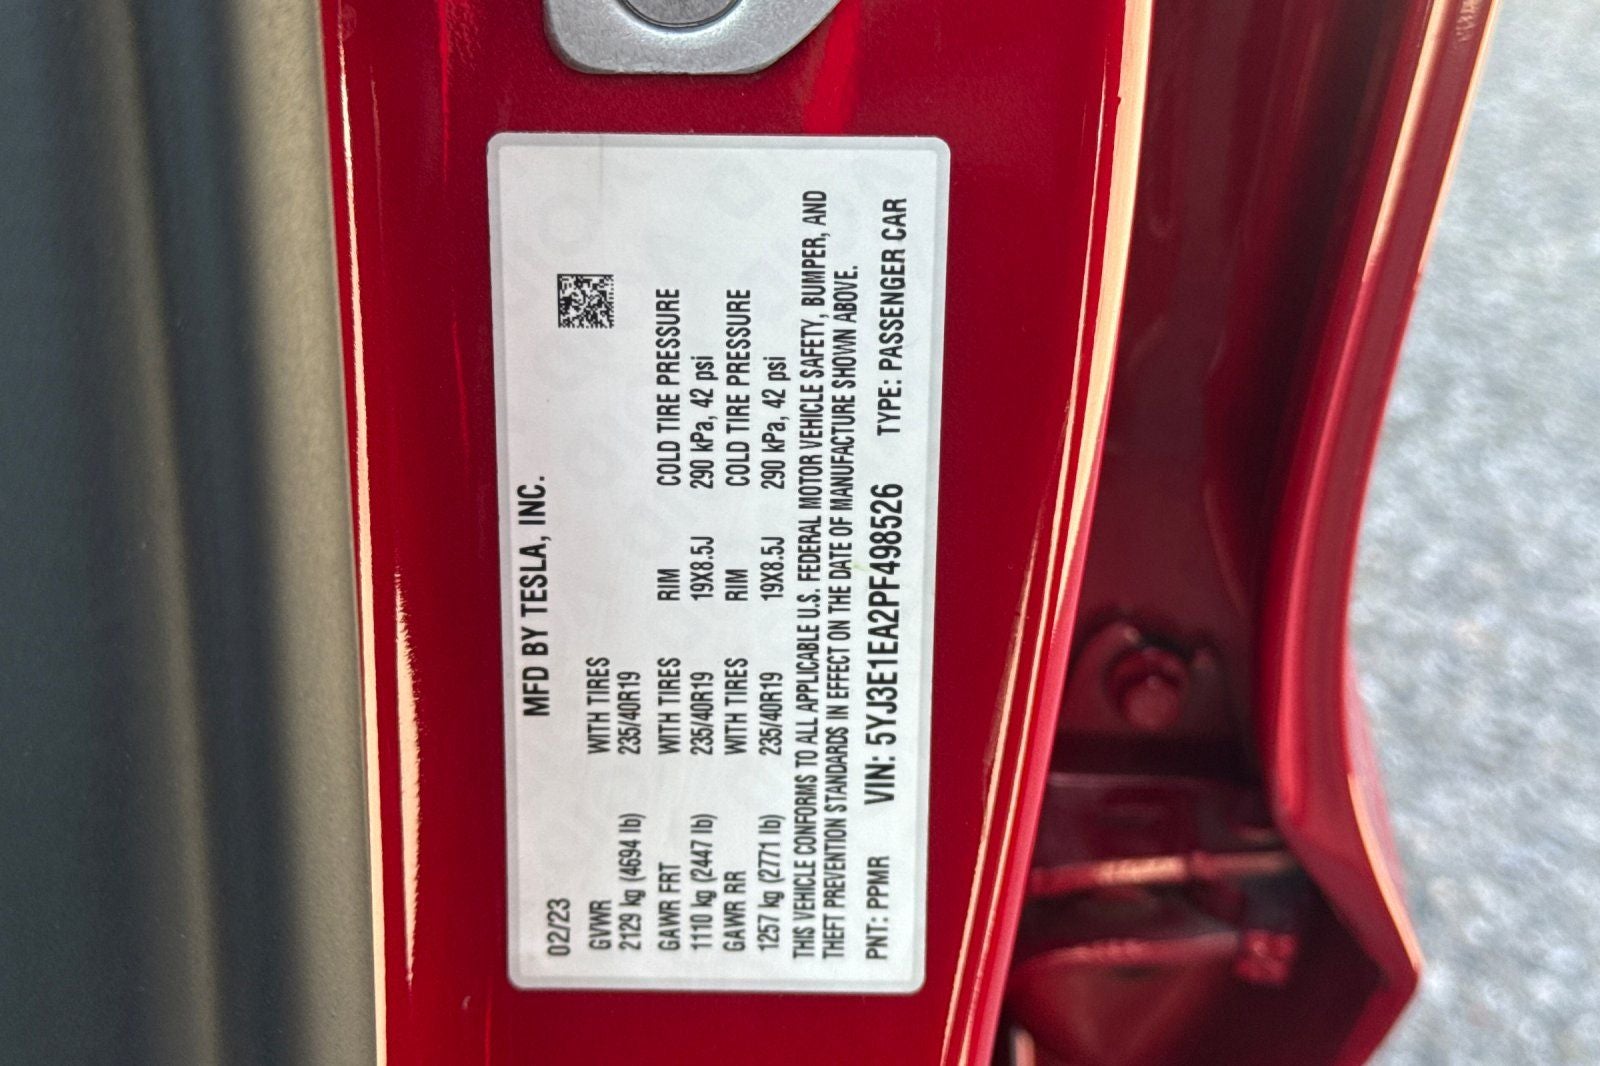 MFD BY TESLA, INC.
02/23
GVWR WITH TIRES
2129 kg (4694 lb) 235/40R19
GAWR FRT WITH TIRES RIM COLD TIRE PRESSURE
1110 kg (2447 lb) 235/40R19 19X8.5J 290 kPa, 42 psi
GAWR RR WITH TIRES RIM COLD TIRE PRESSURE
1257 kg (2771 lb) 235/40R19 19X8.5J 290 kPa, 42 psi
THIS VEHICLE CONFORMS TO ALL APPLICABLE U.S. FEDERAL MOTOR VEHICLE SAFETY, BUMPER, AND
THEFT PREVENTION STANDARDS IN EFFECT ON THE DATE OF MANUFACTURE SHOWN ABOVE.
PNT: PPMR VIN: 5YJ3E1EA2PF498526 TYPE: PASSENGER CAR